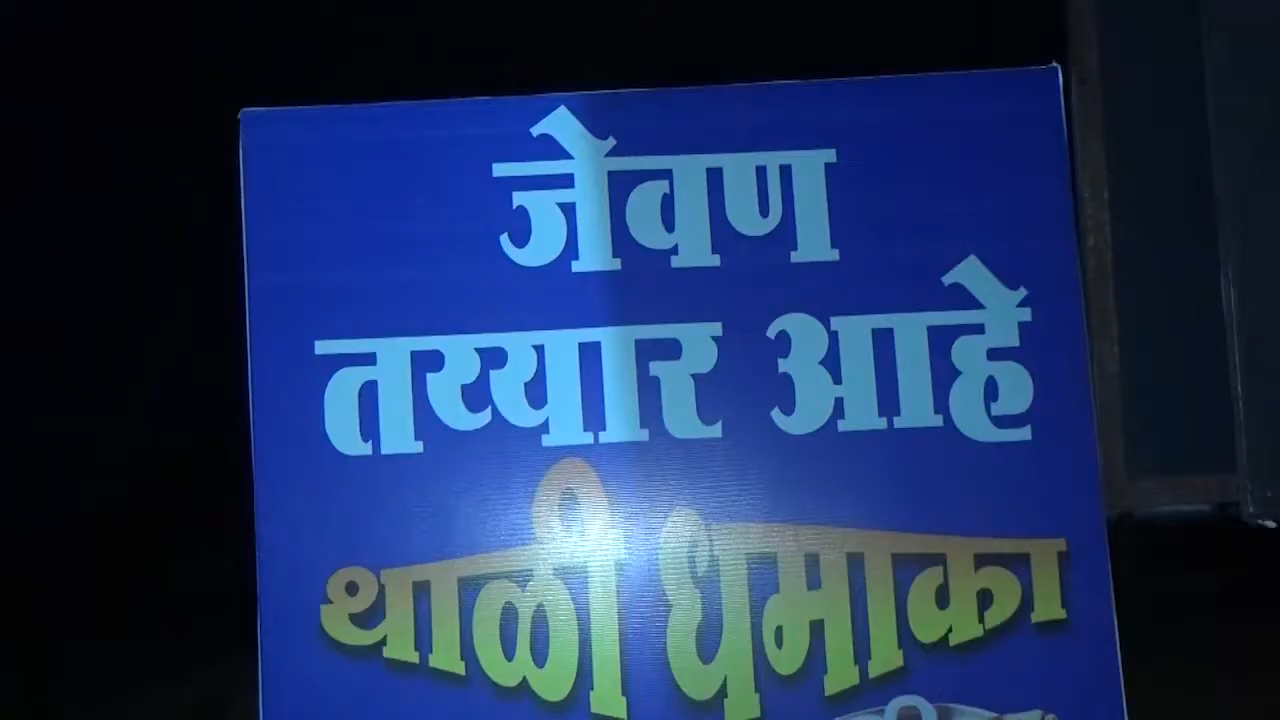 जेवण
तय्यार आहे
थाळी धमाका